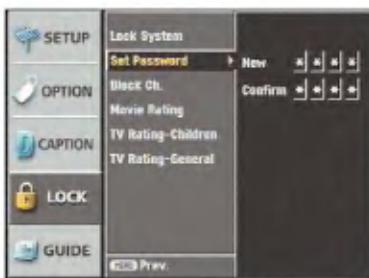 SETUP
OPTION
CAPTION
LOCK
GUIDE
Lock System
Set Password
Block Ch.
Movie Rating
TV Rating-Children
TV Rating-General
MENU Prev.
New * * * *
Confirm * * * *